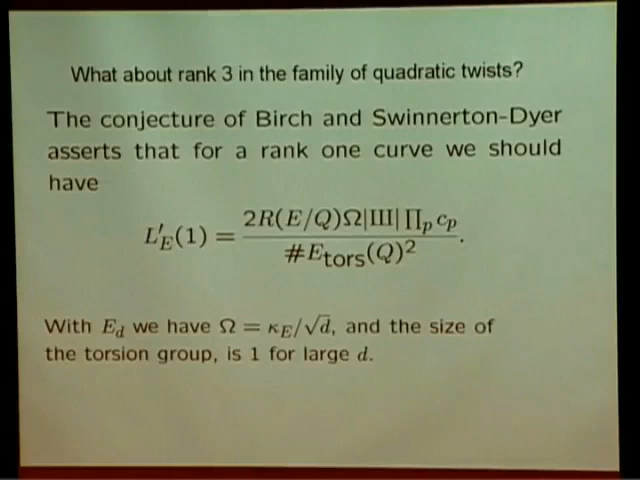 What about rank 3 in the family of quadratic twists?
The conjecture of Birch and Swinnerton-Dyer
asserts that for a rank one curve we should
have
L′_E(1) = 2R(E/Q)Ω|Ш| ∏_p c_p / #E_tors(Q)².
With E_d we have Ω = κ_E/√d, and the size of
the torsion group, is 1 for large d.